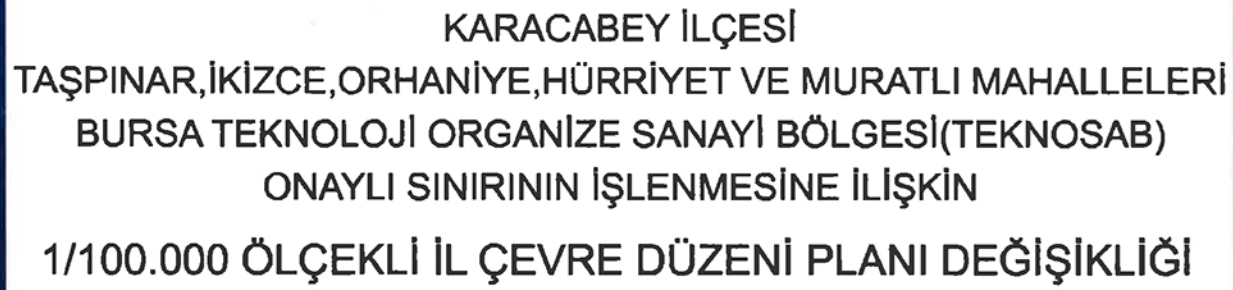 KARACABEY İLÇESİ
TAŞPINAR,İKİZCE,ORHANİYE,HÜRRİYET VE MURATLI MAHALLELERİ
BURSA TEKNOLOJİ ORGANİZE SANAYİ BÖLGESİ(TEKNOSAB)
ONAYLI SINIRININ İŞLENMESİNE İLİŞKİN
1/100.000 ÖLÇEKLİ İL ÇEVRE DÜZENİ PLANI DEĞİŞİKLİĞİ